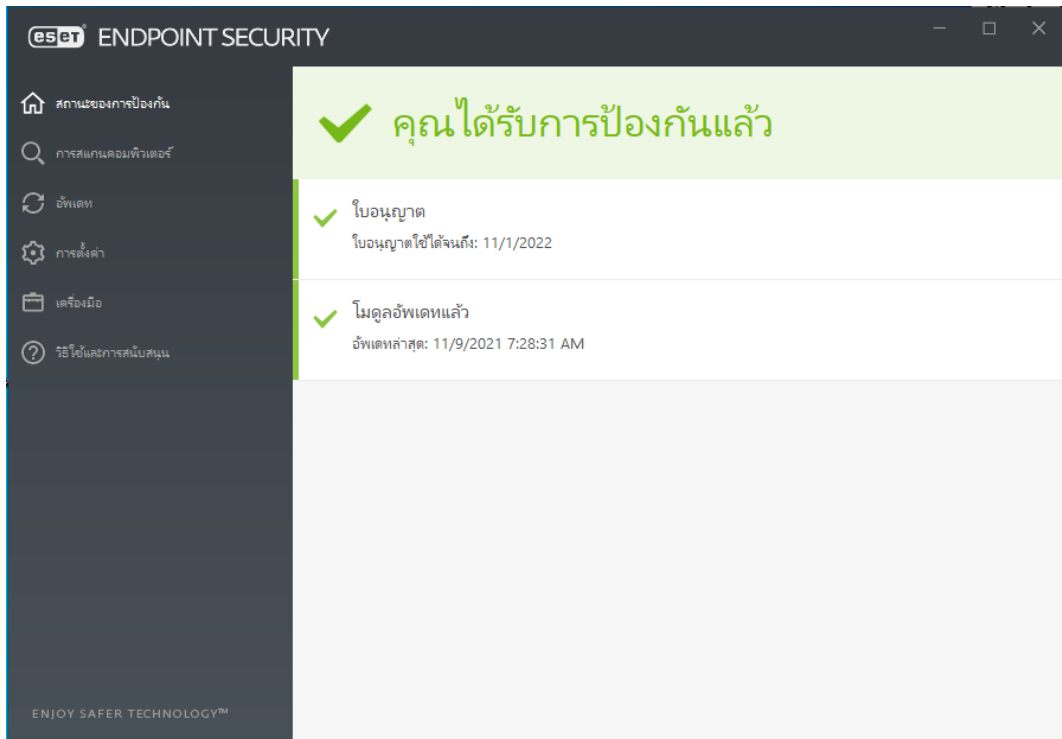 eset ENDPOINT SECURITY
สถานะของการป้องกัน
การสแกนคอมพิวเตอร์
อัพเดท
การตั้งค่า
เครื่องมือ
วิธีใช้และการสนับสนุน
คุณได้รับการป้องกันแล้ว
ใบอนุญาต
ใบอนุญาตใช้ได้จนถึง: 11/1/2022
โมดูลอัพเดทแล้ว
อัพเดทล่าสุด: 11/9/2021 7:28:31 AM
ENJOY SAFER TECHNOLOGY™